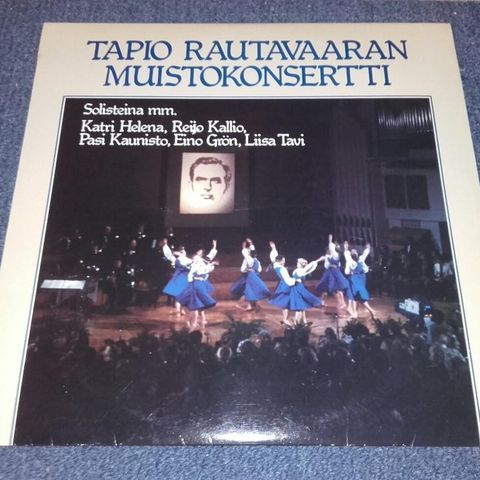 TAPIO RAUTAVAARAN
MUISTOKONSERTTI
Solisteina mm.
Katri Helena, Reijo Kallio,
Pasi Kaunisto, Eino Grön, Liisa Tavi